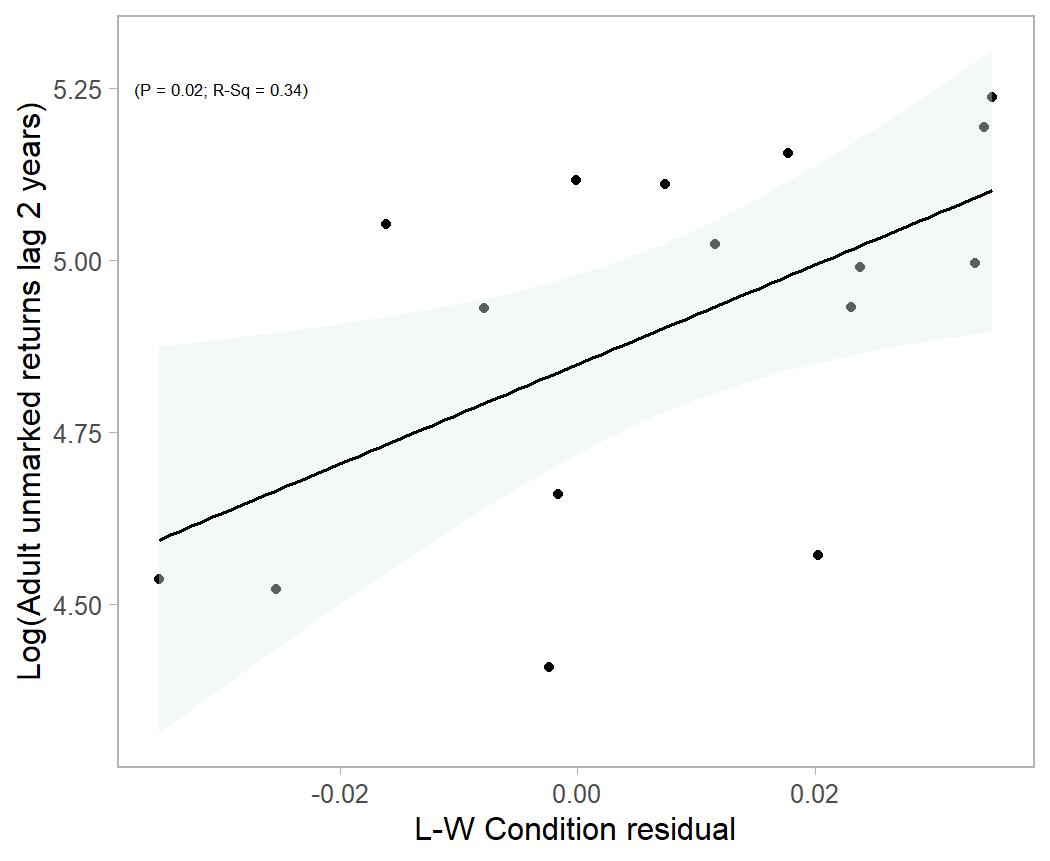 (P = 0.02; R-Sq = 0.34)
Log(Adult unmarked returns lag 2 years)
5.25
5.00
4.75
4.50
-0.02
0.00
0.02
L-W Condition residual